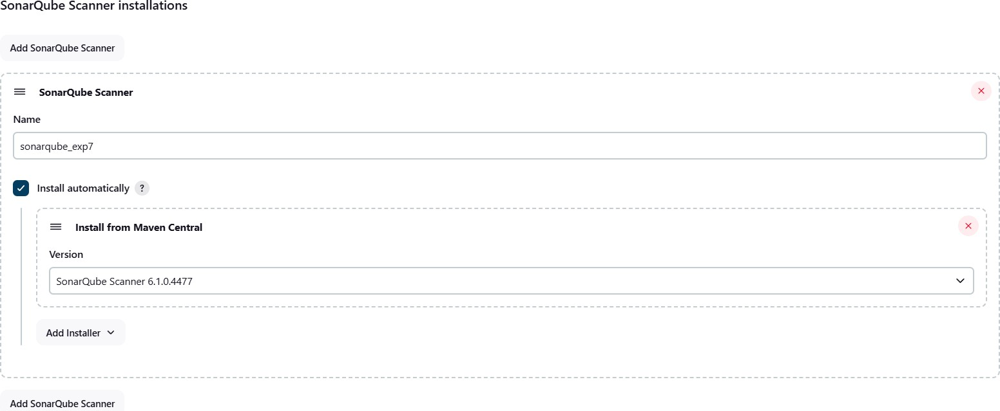 SonarQube Scanner installations
Add SonarQube Scanner
SonarQube Scanner
Name
sonarqube_exp7
Install automatically ?
Install from Maven Central
Version
SonarQube Scanner 6.1.0.4477
Add Installer
Add SonarQube Scanner